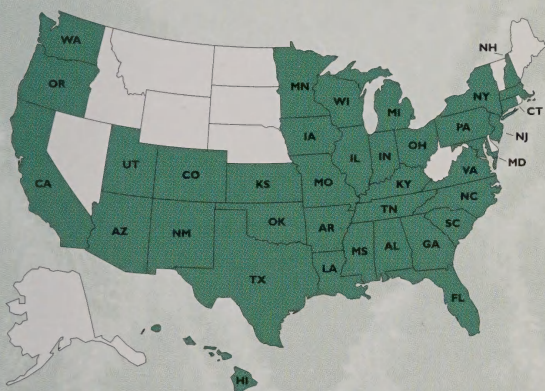 WA
NH
OR
MN
WI
MI
NY
CT
IA
PA
NJ
OH
IL
IN
MD
UT
CO
VA
CA
KS
MO
KY
NC
TN
OK
AR
SC
AZ
NM
MS
AL
GA
LA
TX
FL
HI